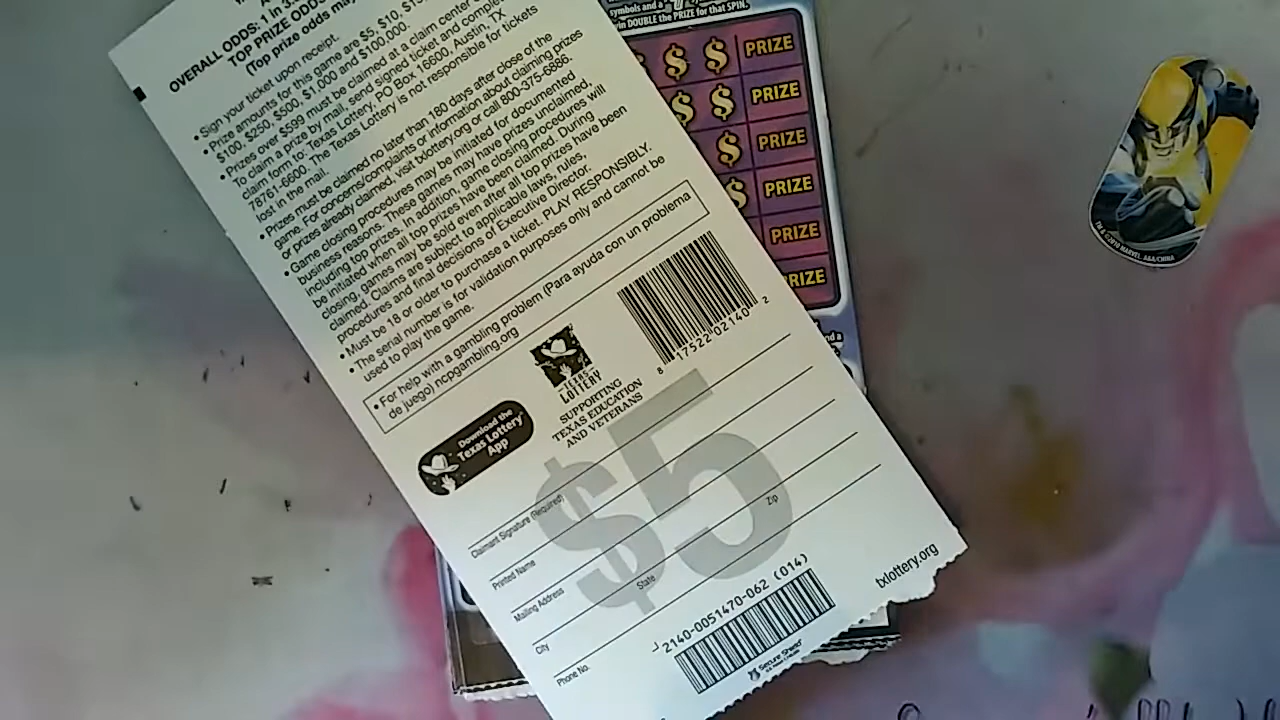 OVERALL ODDS: 1 in 3
TOP PRIZE ODDS
(Top prize odds may
• Sign your ticket upon receipt.
• Prize amounts for this game are $5, $10, $1
$100, $250, $500, $1,000 and $100,000.
• Prizes over $599 must be claimed at a claim center
To claim a prize by mail, send signed ticket and comple
claim form to: Texas Lottery, PO Box 16600, Austin, TX
78761-6600. The Texas Lottery is not responsible for tickets
lost in the mail.
• Prizes must be claimed no later than 180 days after close of the
game. For concerns/complaints or information about claiming prizes
or prizes already claimed, visit txlottery.org or call 800-375-6886.
• Game closing procedures may be initiated for documented
business reasons. These games may have prizes unclaimed,
including top prizes. In addition, game closing procedures will
be initiated when all top prizes have been claimed. During
closing, games may be sold even after all top prizes have been
claimed. Claims are subject to applicable laws, rules,
procedures and final decisions of Executive Director.
• Must be 18 or older to purchase a ticket. PLAY RESPONSIBLY.
• The serial number is for validation purposes only and cannot be
used to play the game.
• For help with a gambling problem (Para ayuda con un problema
de juego) ncpgambling.org
Download the
Texas Lottery
App
TEXAS
LOTTERY
SUPPORTING
TEXAS EDUCATION
AND VETERANS
8 17522 02140 2
$5
Claimant Signature (Required)
Printed Name
Mailing Address
City
State
Zip
Phone No.
2140-0051470-062 (014)
Secure Shred
txlottery.org
symbols and a
in DOUBLE the PRIZE for that SPIN.
$ $ PRIZE
$ $ PRIZE
$ PRIZE
$ PRIZE
PRIZE
RIZE
TM & ©2010 MARVEL A&A/CHINA